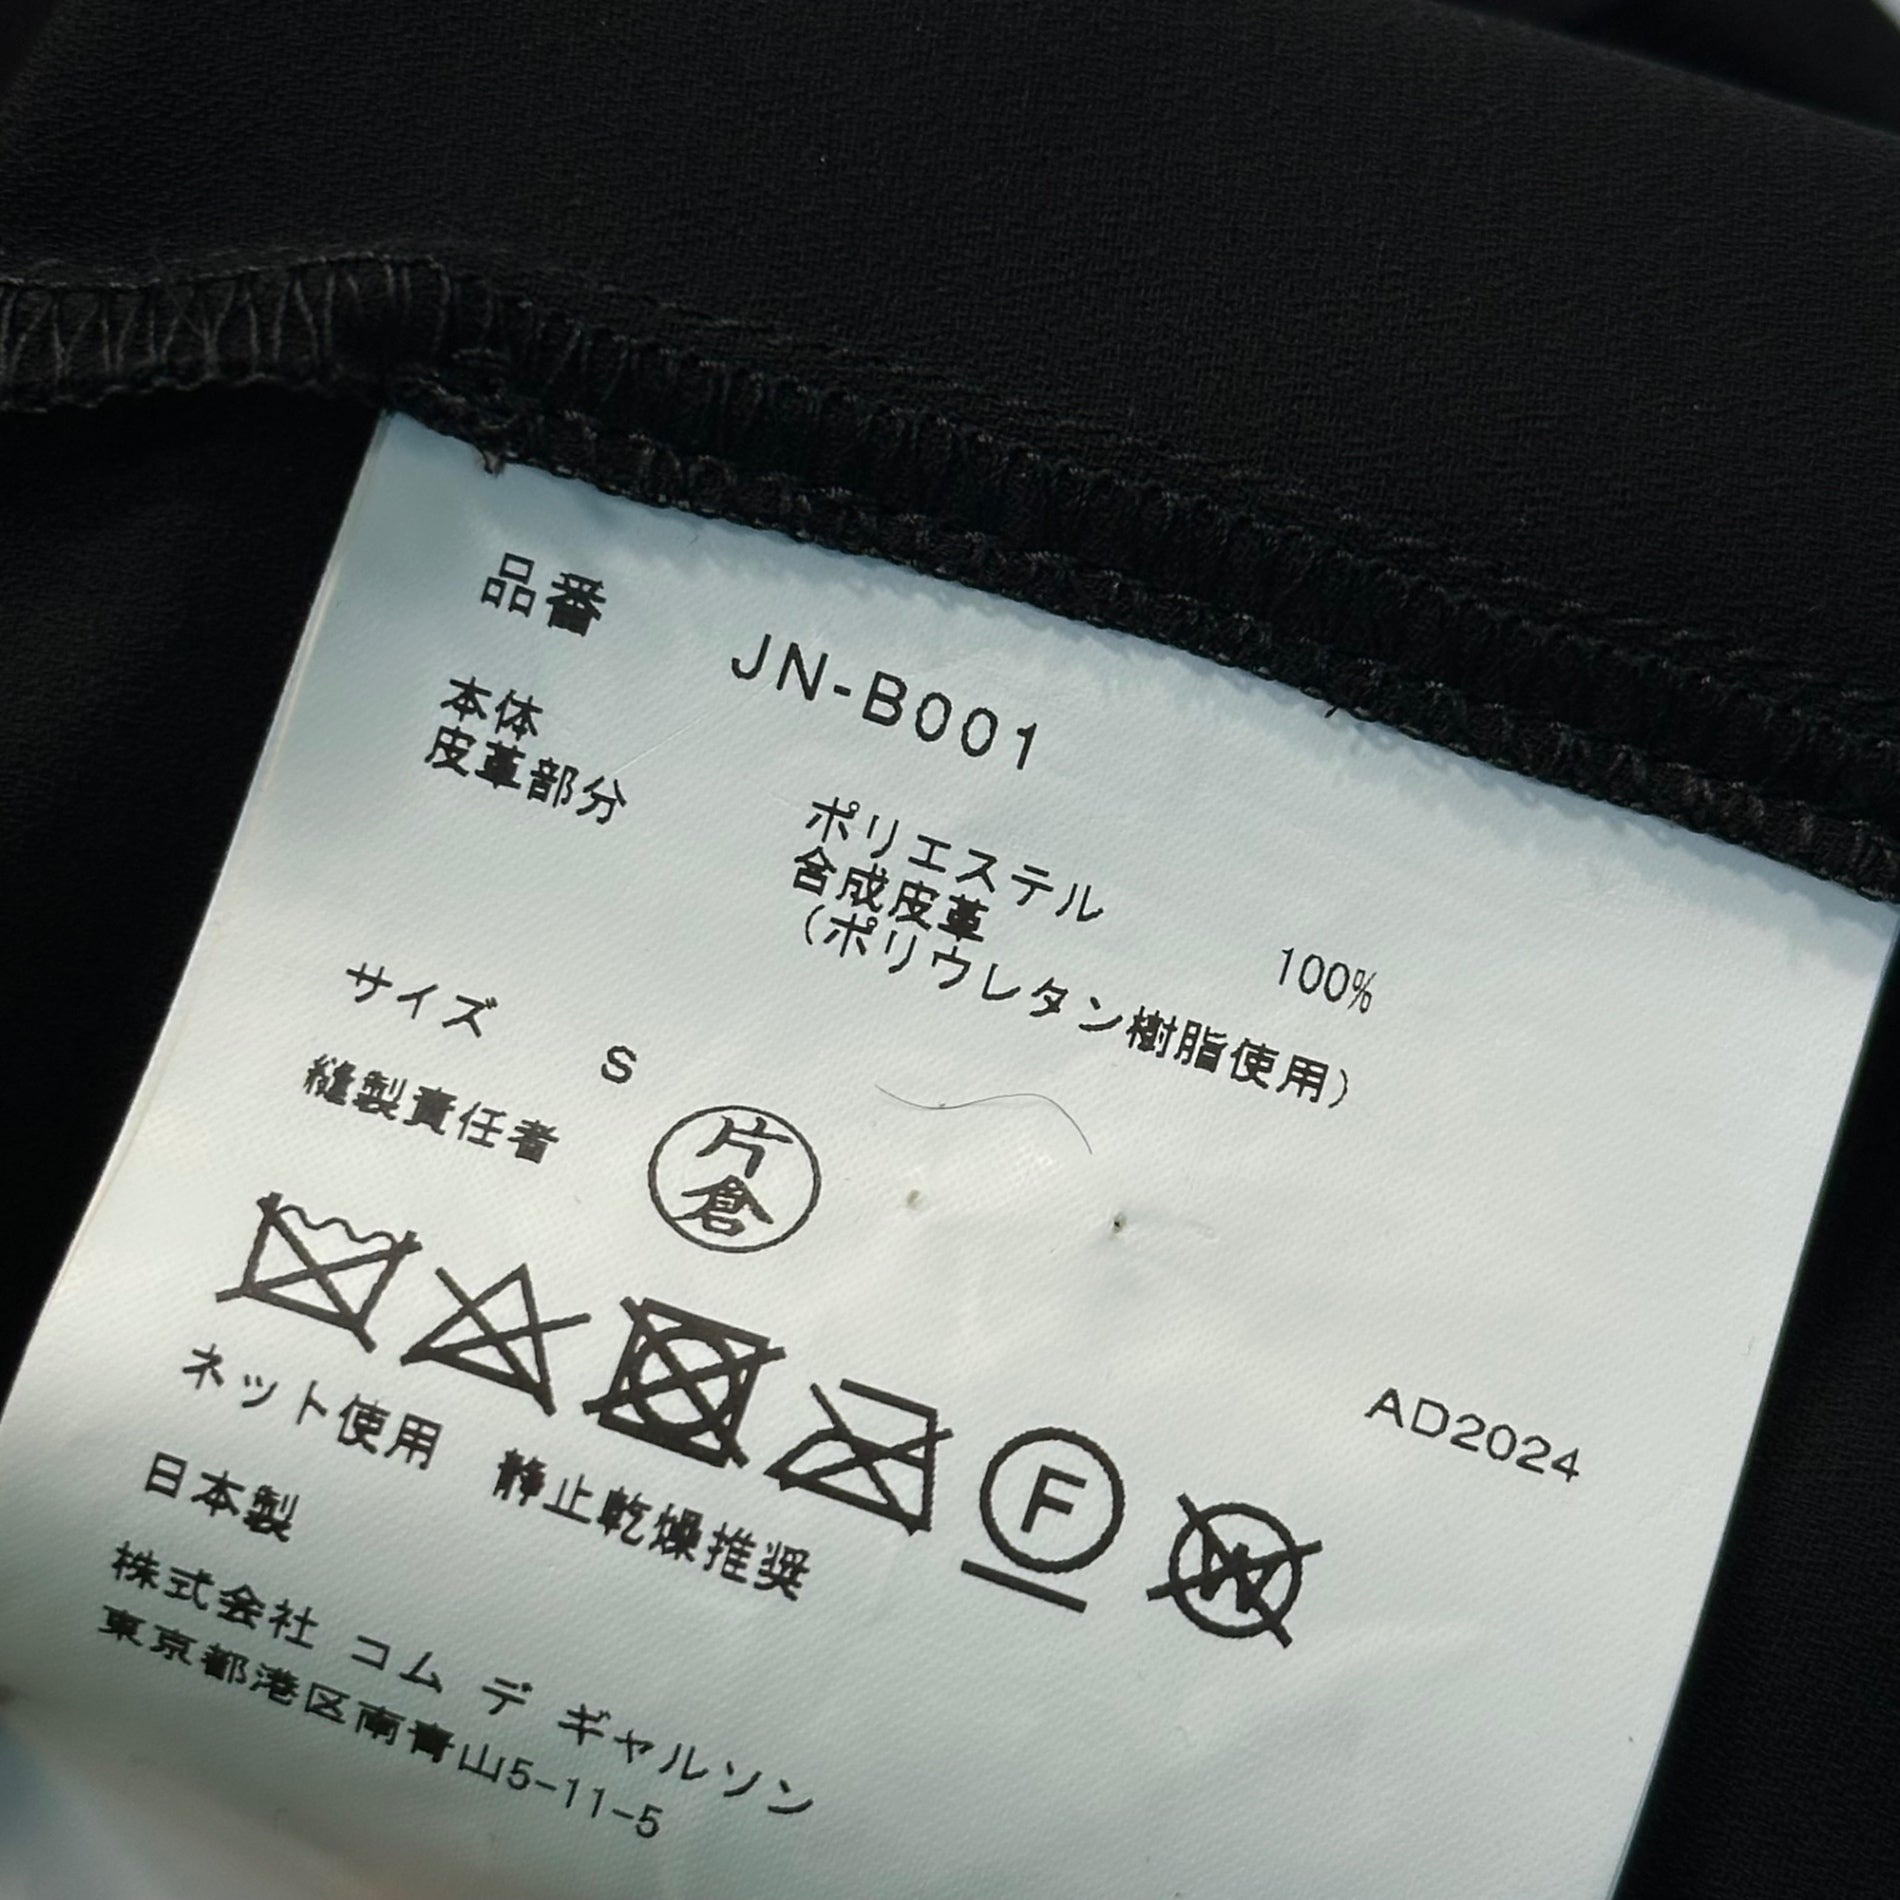 品番 JN-B001
本体 ポリエステル 100%
皮革部分 合成皮革
(ポリウレタン樹脂使用)
サイズ S
縫製責任者 片倉
F
W
AD2024
ネット使用 静止乾燥推奨
日本製
株式会社 コム デ ギャルソン
東京都港区南青山5-11-5